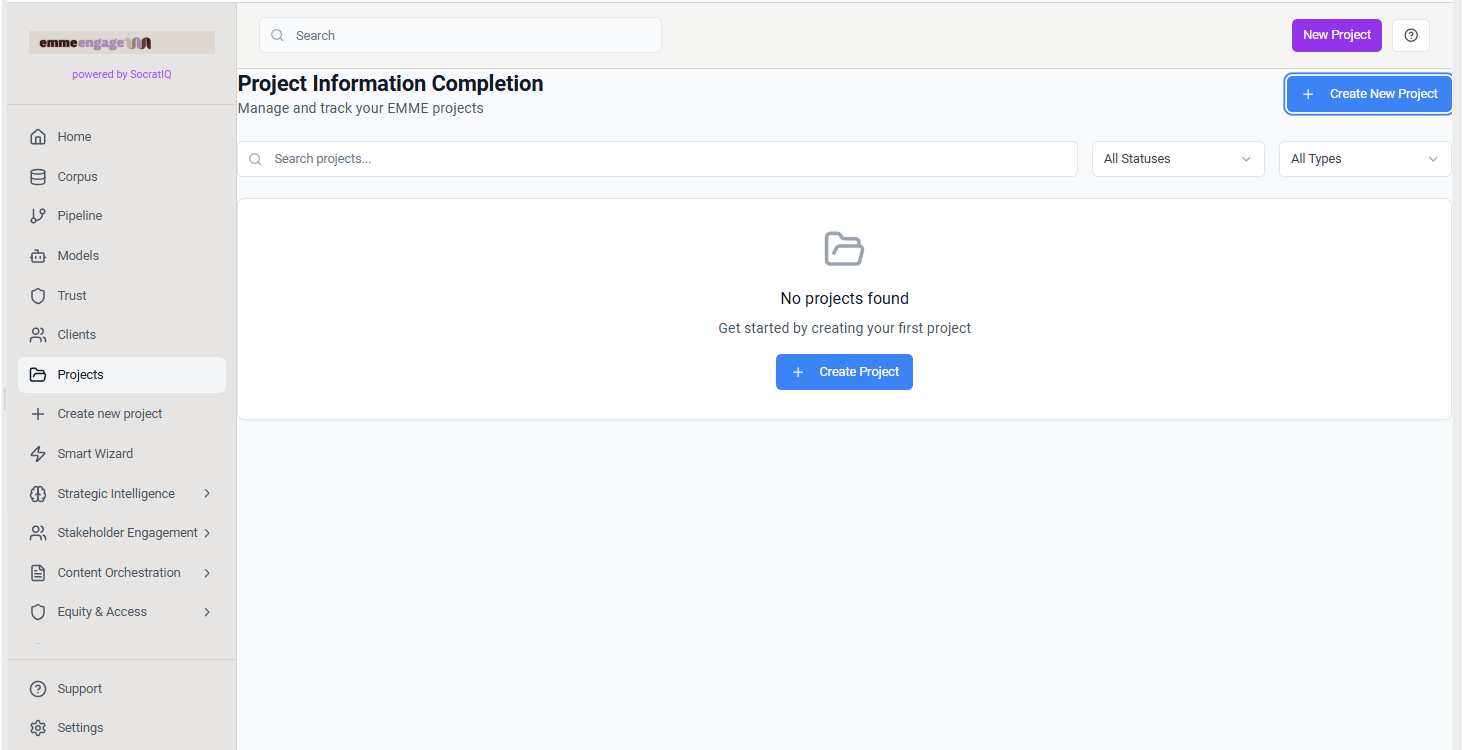 emmeengage
powered by SocratIQ
Home
Corpus
Pipeline
Models
Trust
Clients
Projects
Create new project
Smart Wizard
Strategic Intelligence
Stakeholder Engagement
Content Orchestration
Equity & Access
Support
Settings
Search
New Project
Project Information Completion
Manage and track your EMME projects
Create New Project
Search projects...
All Statuses
All Types
No projects found
Get started by creating your first project
Create Project